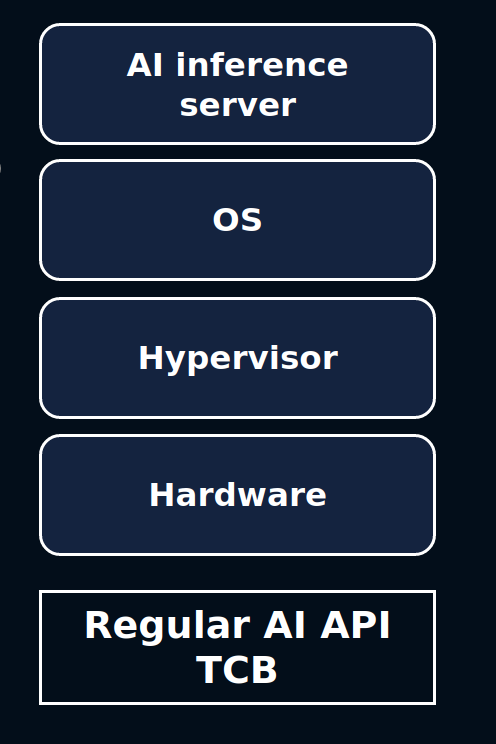 AI inference
server
OS
Hypervisor
Hardware
Regular AI API
TCB